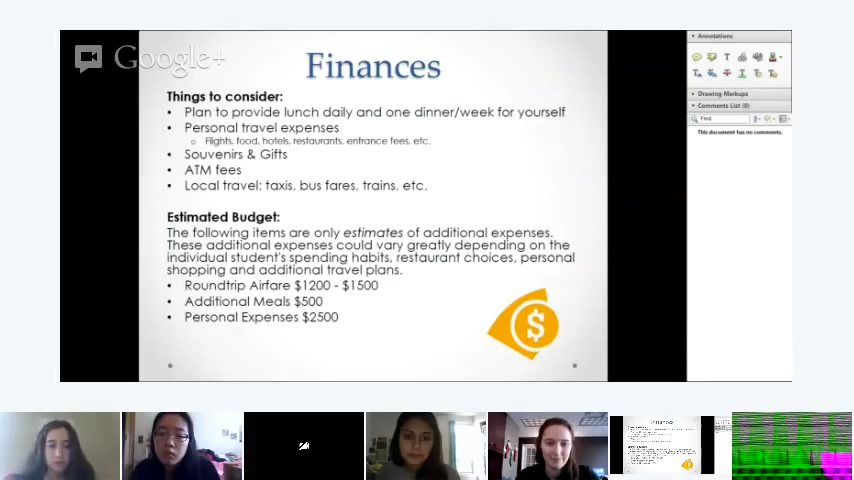 Google+
Finances
Things to consider:
• Plan to provide lunch daily and one dinner/week for yourself
• Personal travel expenses
o Flights, food, hotels, restaurants, entrance fees, etc.
• Souvenirs & Gifts
• ATM fees
• Local travel: taxis, bus fares, trains, etc.
Estimated Budget:
The following items are only estimates of additional expenses.
These additional expenses could vary greatly depending on the
individual student's spending habits, restaurant choices, personal
shopping and additional travel plans.
• Roundtrip Airfare $1200 - $1500
• Additional Meals $500
• Personal Expenses $2500
$
Annotations
Drawing Markups
Comments List (0)
Find
This document has no comments.
Finances